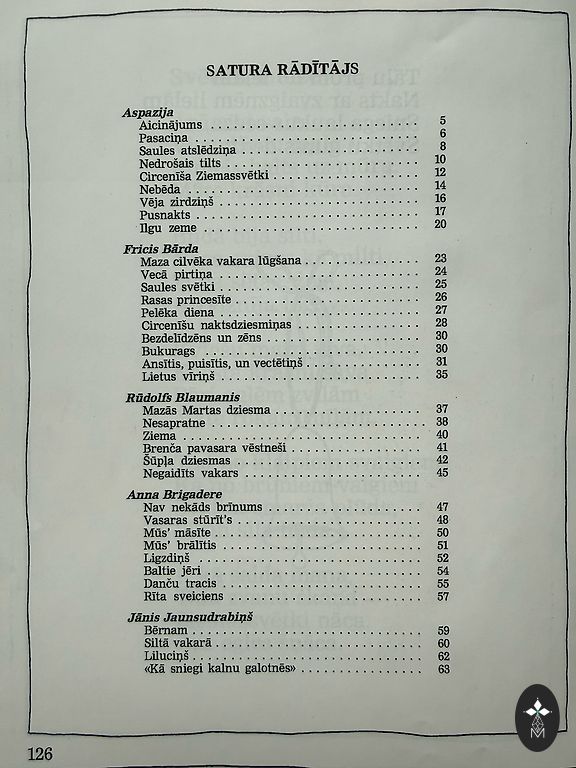 SATURA RĀDĪTĀJS
Aspazija
Aicinājums . . . . . . . . . . . . . . . . . . . . . . . . 5
Pasaciņa . . . . . . . . . . . . . . . . . . . . . . . . 6
Saules atslēdziņa . . . . . . . . . . . . . . . . . . . . 8
Nedrošais tilts . . . . . . . . . . . . . . . . . . . . . 10
Circenīša Ziemassvētki . . . . . . . . . . . . . . . . . 12
Nebēda . . . . . . . . . . . . . . . . . . . . . . . . . 14
Vēja zirdziņš . . . . . . . . . . . . . . . . . . . . . . 16
Pusnakts . . . . . . . . . . . . . . . . . . . . . . . . 17
Ilgu zeme . . . . . . . . . . . . . . . . . . . . . . . . 20
Fricis Bārda
Maza cilvēka vakara lūgšana . . . . . . . . . . . . . 23
Vecā pirtiņa . . . . . . . . . . . . . . . . . . . . . . 24
Saules svētki . . . . . . . . . . . . . . . . . . . . . . 25
Rasas princesīte . . . . . . . . . . . . . . . . . . . . 26
Pelēka diena . . . . . . . . . . . . . . . . . . . . . . 27
Circenīšu naktsdziesmiņas . . . . . . . . . . . . . . 28
Bezdelīdzēns un zēns . . . . . . . . . . . . . . . . . 30
Bukurags . . . . . . . . . . . . . . . . . . . . . . . . 30
Ansītis, puisītis, un vectētiņš . . . . . . . . . . . . . 31
Lietus vīriņš . . . . . . . . . . . . . . . . . . . . . . 35
Rūdolfs Blaumanis
Mazās Martas dziesma . . . . . . . . . . . . . . . . 37
Nesapratne . . . . . . . . . . . . . . . . . . . . . . . 38
Ziema . . . . . . . . . . . . . . . . . . . . . . . . . . 40
Brenča pavasara vēstneši . . . . . . . . . . . . . . 41
Šūpļa dziesmas . . . . . . . . . . . . . . . . . . . . . 42
Negaidīts vakars . . . . . . . . . . . . . . . . . . . . 45
Anna Brigadere
Nav nekāds brīnums . . . . . . . . . . . . . . . . . 47
Vasaras stūrīt's . . . . . . . . . . . . . . . . . . . . 48
Mūs' māsīte . . . . . . . . . . . . . . . . . . . . . . . 50
Mūs' brālītis . . . . . . . . . . . . . . . . . . . . . . 51
Ligzdiņš . . . . . . . . . . . . . . . . . . . . . . . . 52
Baltie jēri . . . . . . . . . . . . . . . . . . . . . . . . 54
Danču tracis . . . . . . . . . . . . . . . . . . . . . . 55
Rīta sveiciens . . . . . . . . . . . . . . . . . . . . . 57
Jānis Jaunsudrabiņš
Bērnam . . . . . . . . . . . . . . . . . . . . . . . . . 59
Siltā vakarā . . . . . . . . . . . . . . . . . . . . . . 60
Liluciņš . . . . . . . . . . . . . . . . . . . . . . . . . 62
«Kā sniegi kalnu galotnēs» . . . . . . . . . . . . . 63
126
M